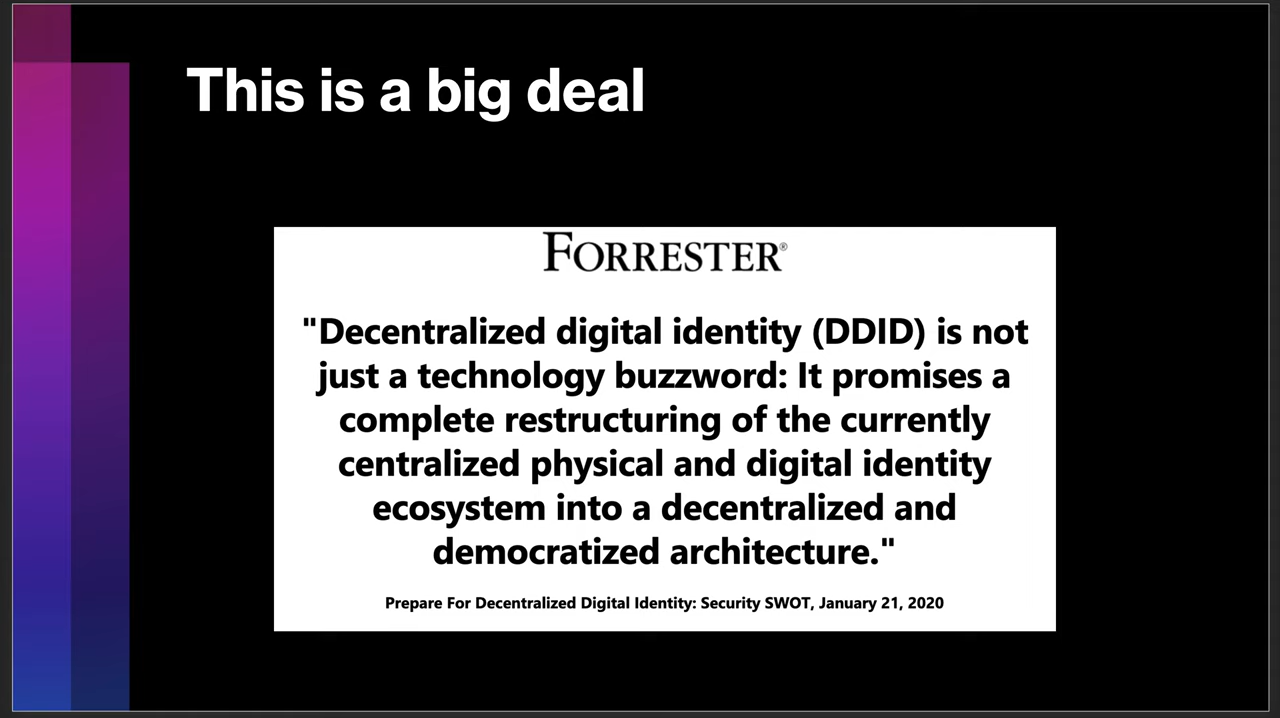 This is a big deal
FORRESTER®
"Decentralized digital identity (DDID) is not
just a technology buzzword: It promises a
complete restructuring of the currently
centralized physical and digital identity
ecosystem into a decentralized and
democratized architecture."
Prepare For Decentralized Digital Identity: Security SWOT, January 21, 2020